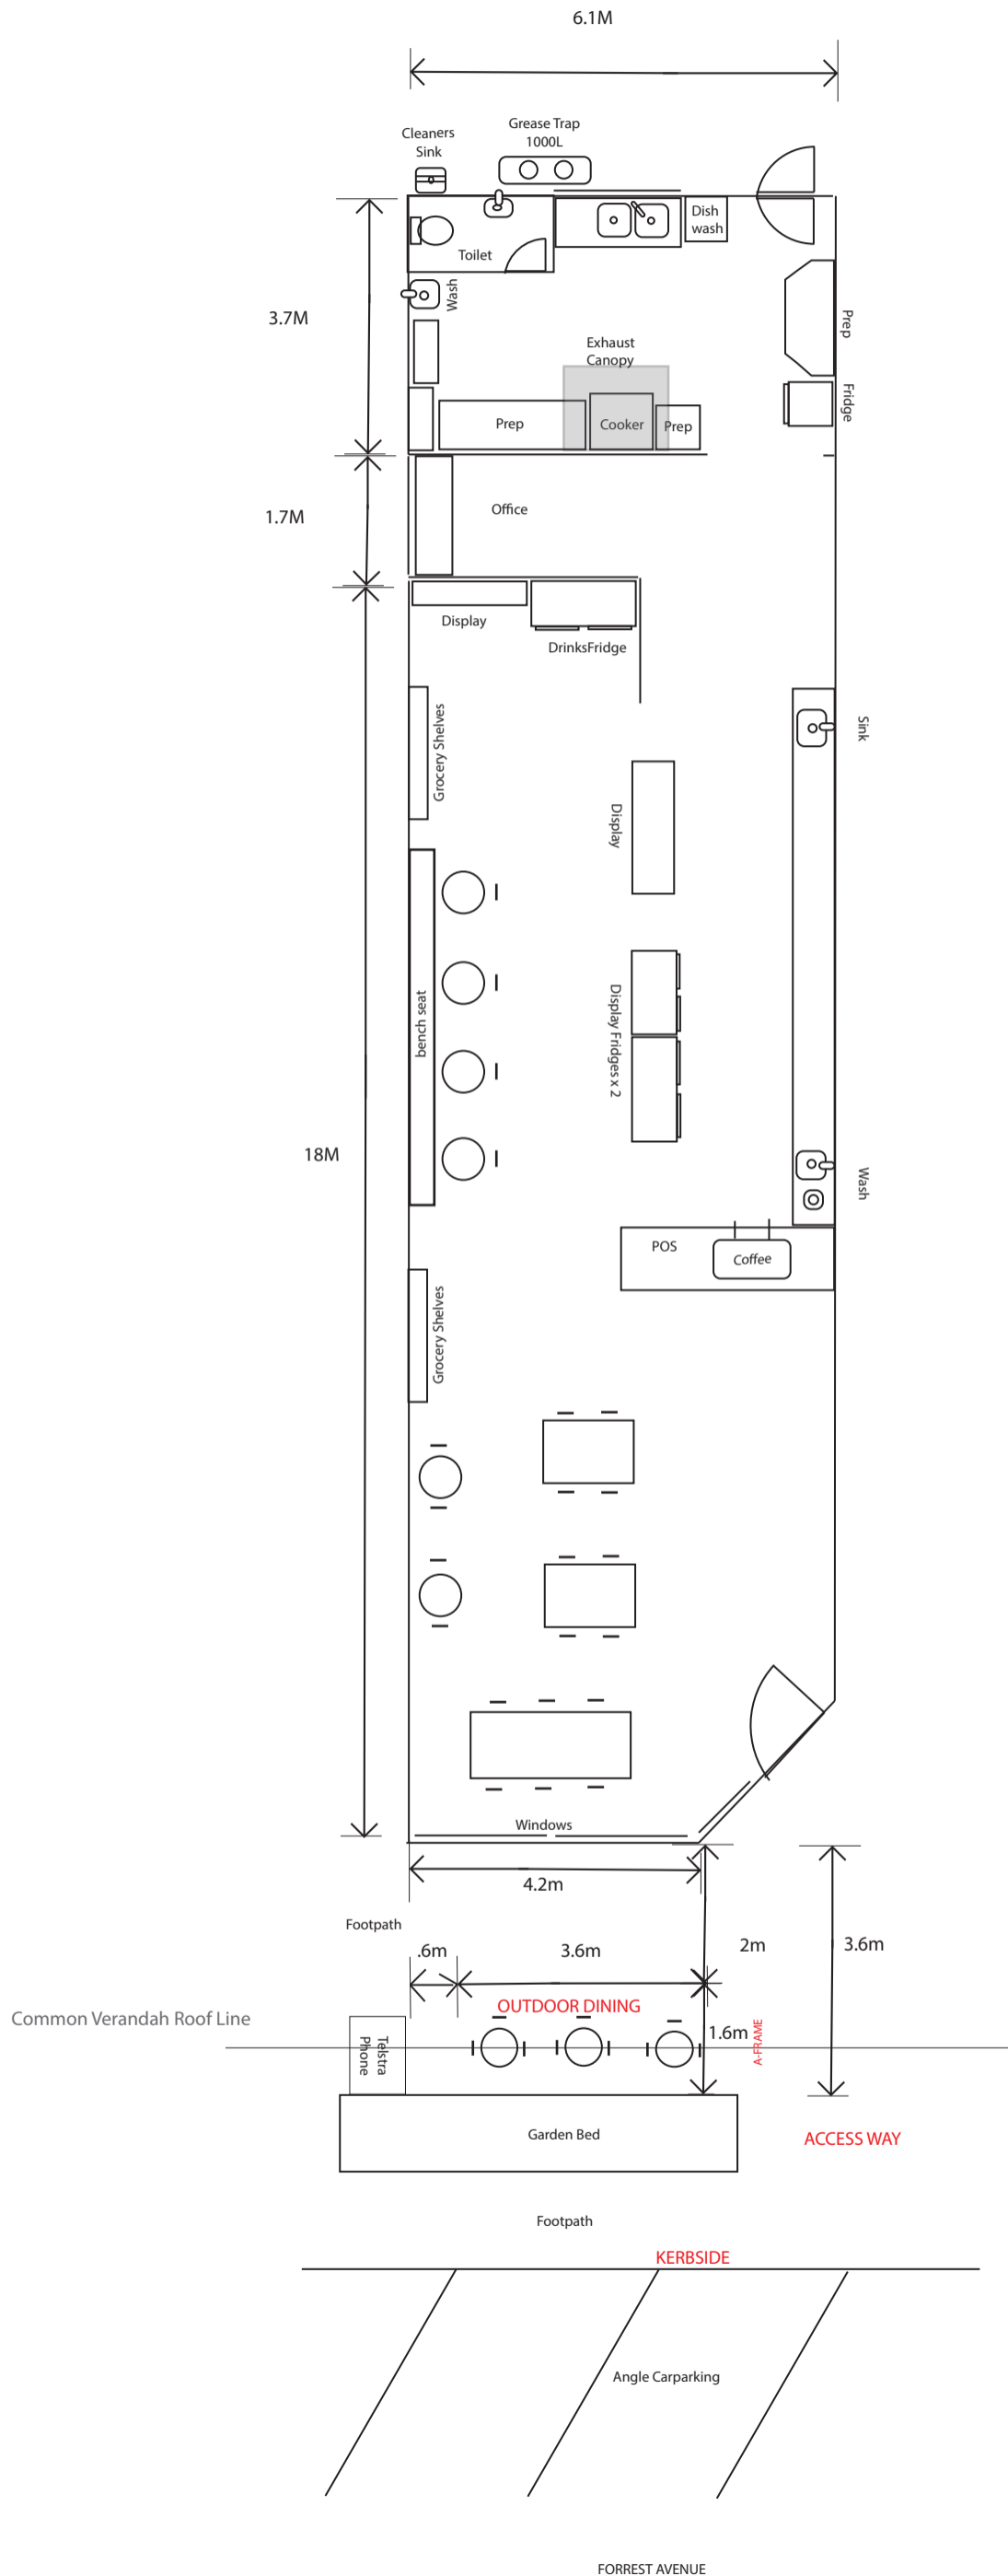 6.1M
Cleaners
Sink
Grease Trap
1000L
Dish
wash
Toilet
Wash
3.7M
Prep
Exhaust
Canopy
Fridge
Prep
Cooker
Prep
1.7M
Office
Display
DrinksFridge
Grocery Shelves
Sink
Display
bench seat
Display Fridges x 2
18M
Wash
POS
Coffee
Grocery Shelves
Windows
4.2m
Footpath
.6m
3.6m
2m
3.6m
OUTDOOR DINING
Common Verandah Roof Line
Telstra
Phone
1.6m
A-FRAME
Garden Bed
ACCESS WAY
Footpath
KERBSIDE
Angle Carparking
FORREST AVENUE